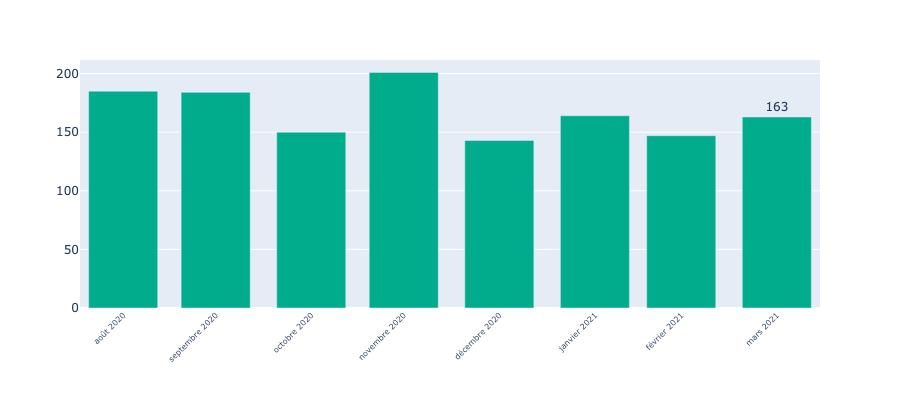 200
150
100
50
0
163
août 2020
septembre 2020
octobre 2020
novembre 2020
décembre 2020
janvier 2021
février 2021
mars 2021